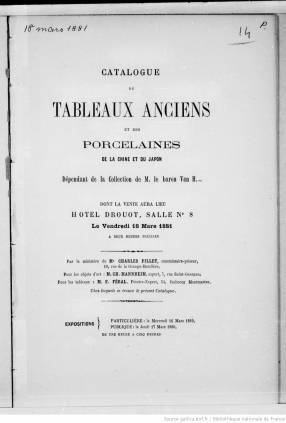 18 mars 1881
14
P
CATALOGUE
DE
TABLEAUX ANCIENS
ET DES
PORCELAINES
DE LA CHINE ET DU JAPON
Dépendant de la Collection de M. le baron Van H...
DONT LA VENTE AURA LIEU
HOTEL DROUOT, SALLE No 8
Le Vendredi 18 Mars 1881
A DEUX HEURES PRÉCISES
Par le ministère de Me CHARLES PILLET, commissaire-priseur,
10, rue de la Grange-Batelière,
Pour les objets d'art : M. CH. MANNHEIM, expert, 7, rue Saint-Georges,
Pour les tableaux : M. E. FÉRAL, Peintre-Expert, 54, faubourg Montmartre,
Chez lesquels se trouve le présent Catalogue.
EXPOSITIONS
PARTICULIÈRE : le Mercredi 16 Mars 1881,
PUBLIQUE : le Jeudi 17 Mars 1881,
DE UNE HEURE A CINQ HEURES
Source gallica.bnf.fr / Bibliothèque nationale de France